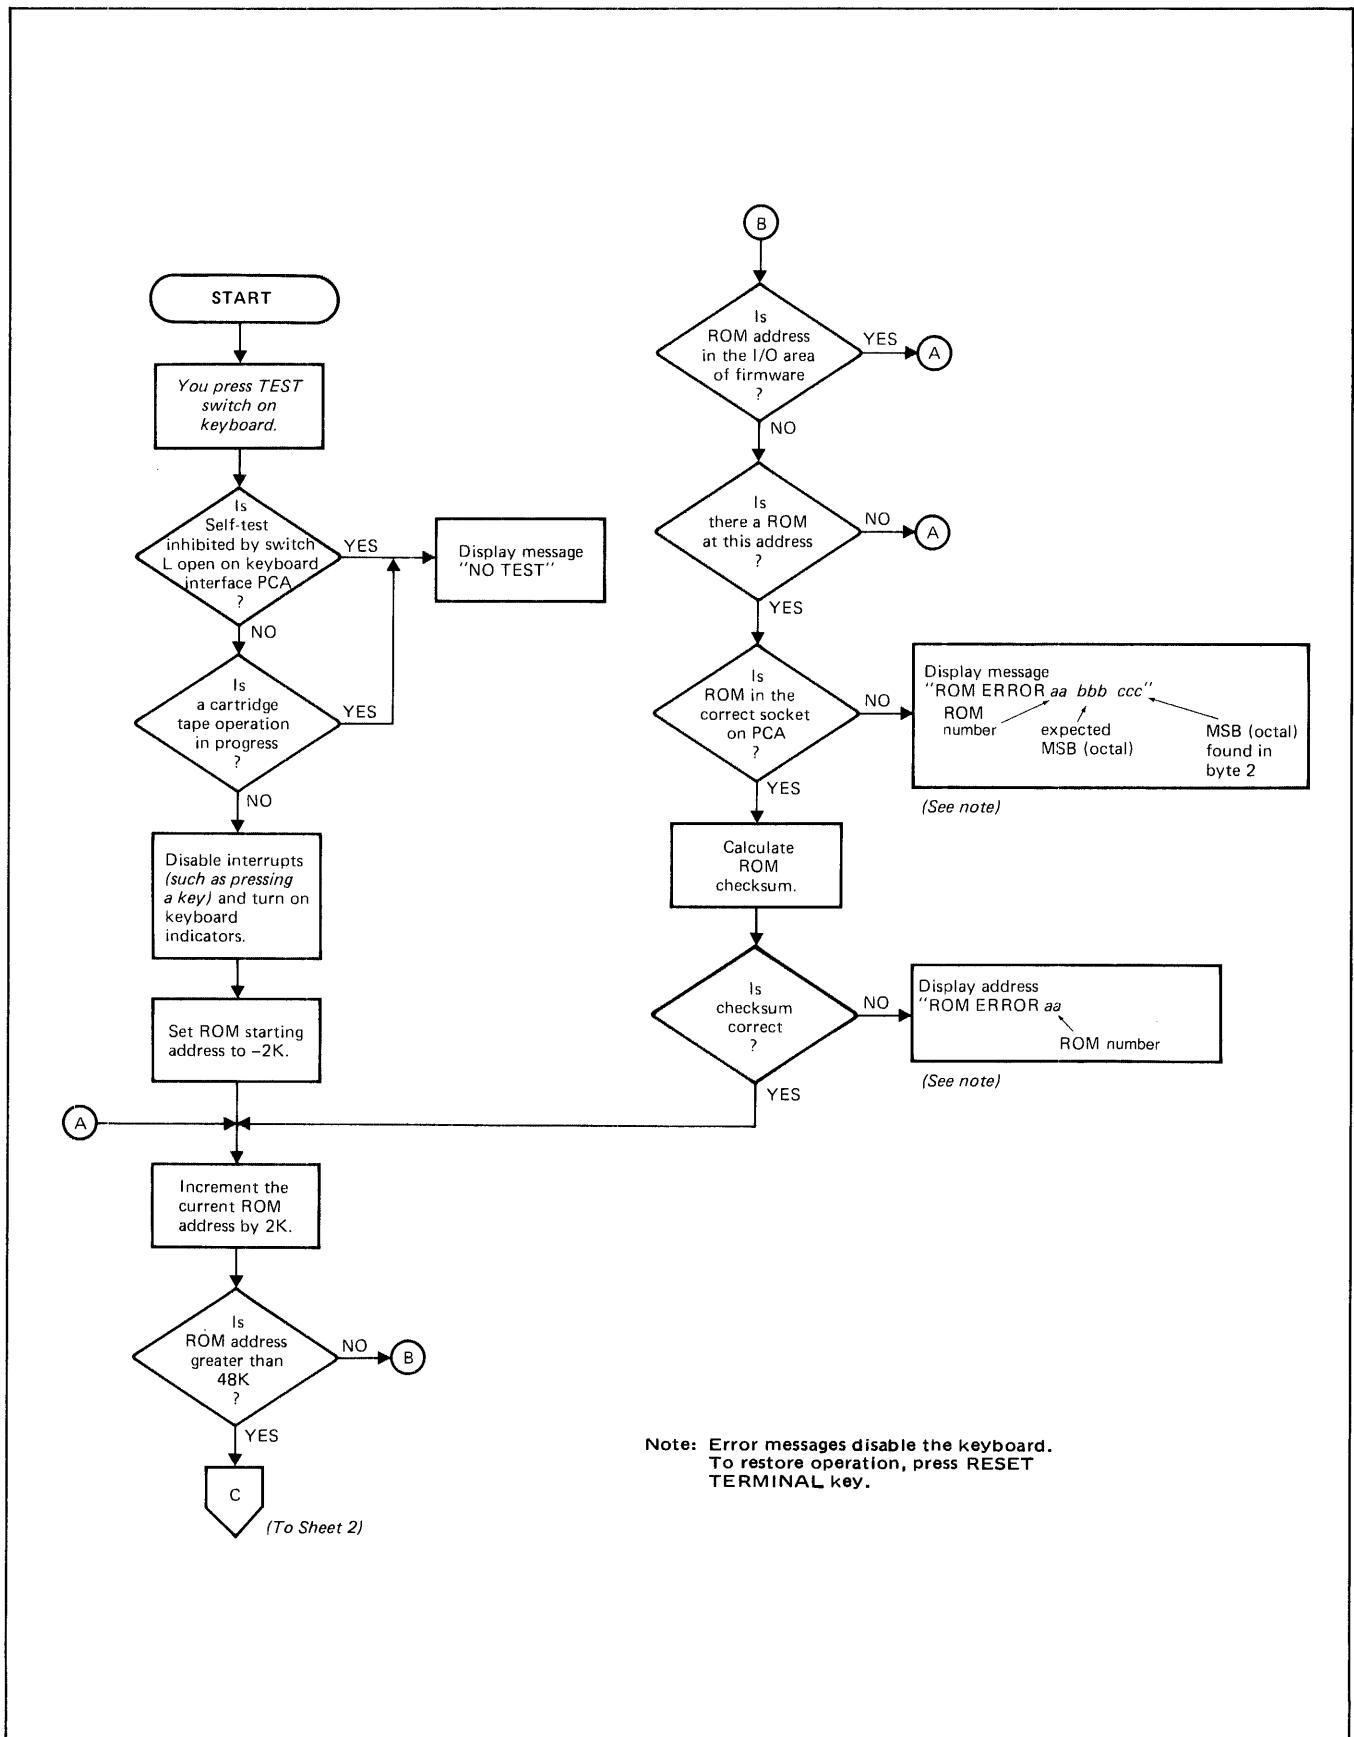 START
You press TEST
switch on
keyboard.
Is
Self-test
inhibited by switch
L open on keyboard
interface PCA
?
YES
NO
Display message
"NO TEST"
Is
a cartridge
tape operation
in progress
?
YES
NO
Disable interrupts
(such as pressing
a key) and turn on
keyboard
indicators.
Set ROM starting
address to –2K.
A
Increment the
current ROM
address by 2K.
Is
ROM address
greater than
48K
?
NO
B
YES
C
(To Sheet 2)
B
Is
ROM address
in the I/O area
of firmware
?
YES
A
NO
Is
there a ROM
at this address
?
NO
A
YES
Is
ROM in the
correct socket
on PCA
?
NO
YES
Display message
"ROM ERROR aa bbb ccc"
ROM
number
expected
MSB (octal)
MSB (octal)
found in
byte 2
(See note)
Calculate
ROM
checksum.
Is
checksum
correct
?
NO
YES
Display address
"ROM ERROR aa
ROM number
(See note)
Note: Error messages disable the keyboard.
To restore operation, press RESET
TERMINAL key.